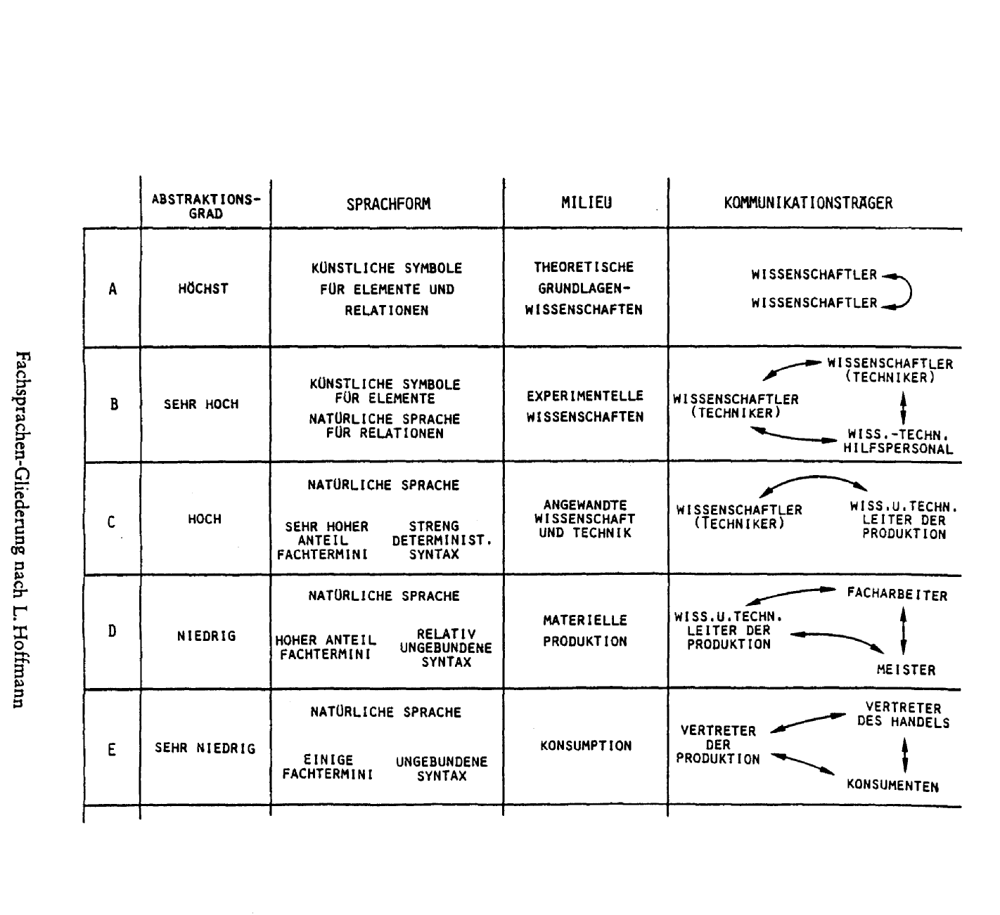 Fachsprachen-Gliederung nach L. Hoffmann
ABSTRAKTIONS-
GRAD
SPRACHFORM
MILIEU
KOMMUNIKATIONSTRÄGER
A
HÖCHST
KÜNSTLICHE SYMBOLE
FÜR ELEMENTE UND
RELATIONEN
THEORETISCHE
GRUNDLAGEN-
WISSENSCHAFTEN
WISSENSCHAFTLER
WISSENSCHAFTLER
B
SEHR HOCH
KÜNSTLICHE SYMBOLE
FÜR ELEMENTE
NATÜRLICHE SPRACHE
FÜR RELATIONEN
EXPERIMENTELLE
WISSENSCHAFTEN
WISSENSCHAFTLER
(TECHNIKER)
WISSENSCHAFTLER
(TECHNIKER)
WISS.-TECHN.
HILFSPERSONAL
C
HOCH
NATÜRLICHE SPRACHE
SEHR HOHER
ANTEIL
FACHTERMINI
STRENG
DETERMINIST.
SYNTAX
ANGEWANDTE
WISSENSCHAFT
UND TECHNIK
WISSENSCHAFTLER
(TECHNIKER)
WISS.U.TECHN.
LEITER DER
PRODUKTION
D
NIEDRIG
NATÜRLICHE SPRACHE
HOHER ANTEIL
FACHTERMINI
RELATIV
UNGEBUNDENE
SYNTAX
MATERIELLE
PRODUKTION
WISS.U.TECHN.
LEITER DER
PRODUKTION
FACHARBEITER
MEISTER
E
SEHR NIEDRIG
NATÜRLICHE SPRACHE
EINIGE
FACHTERMINI
UNGEBUNDENE
SYNTAX
KONSUMPTION
VERTRETER
DER
PRODUKTION
VERTRETER
DES HANDELS
KONSUMENTEN